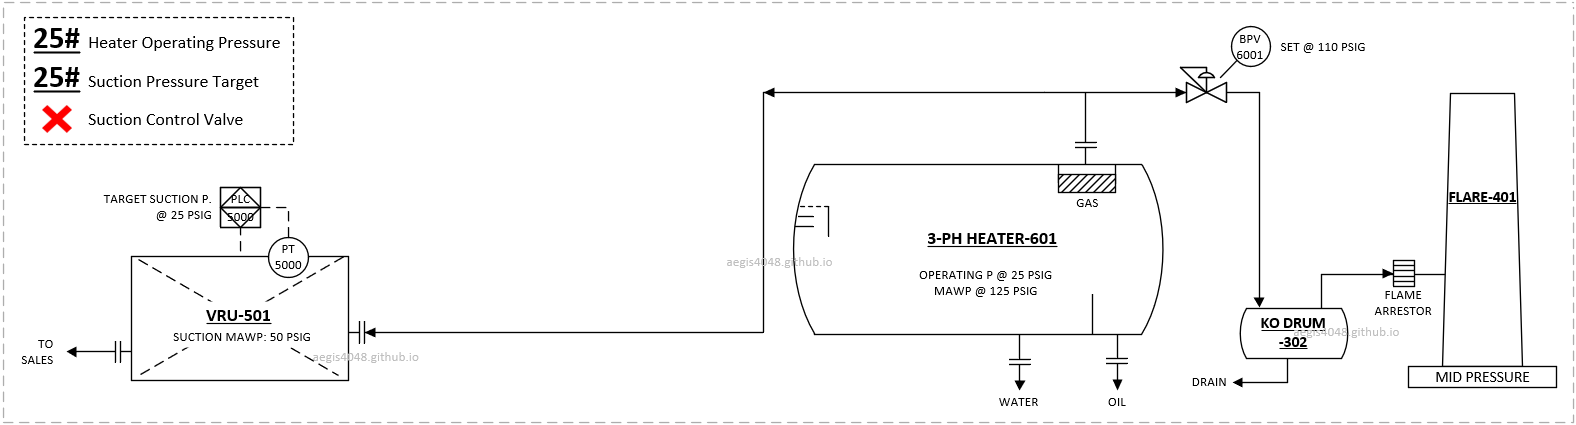 25# Heater Operating Pressure
25# Suction Pressure Target
Suction Control Valve
BPV
6001
SET @ 110 PSIG
TARGET SUCTION P.
@ 25 PSIG
PLC
5000
PT
5000
VRU-501
SUCTION MAWP: 50 PSIG
TO
SALES
aegis4048.github.io
aegis4048.github.io
GAS
3-PH HEATER-601
OPERATING P @ 25 PSIG
MAWP @ 125 PSIG
WATER
OIL
KO DRUM
-302
aegis4048.github.io
DRAIN
FLAME
ARRESTOR
FLARE-401
MID PRESSURE